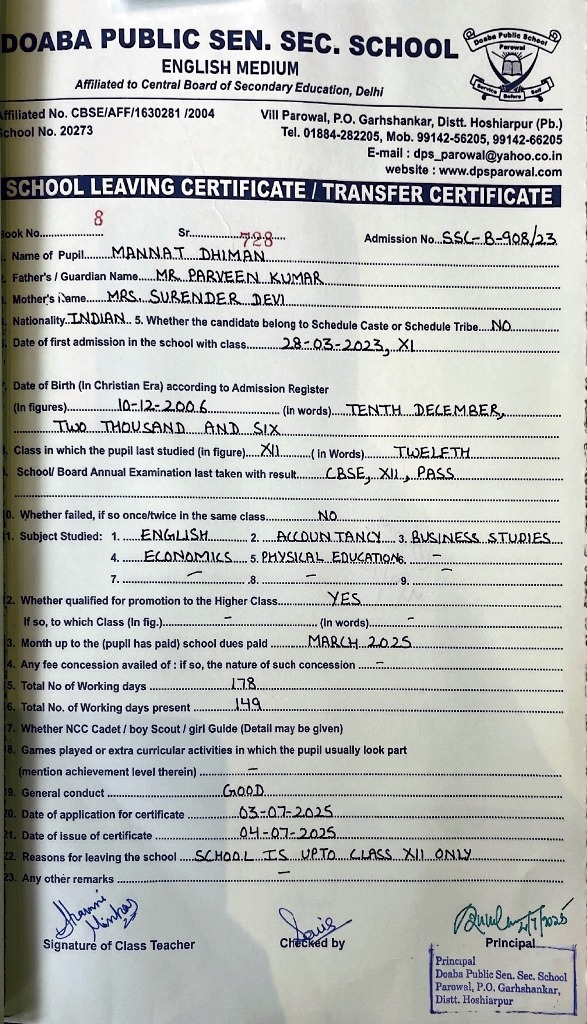 DOABA PUBLIC SEN. SEC. SCHOOL
ENGLISH MEDIUM
Affiliated to Central Board of Secondary Education, Delhi
Doaba Public School
Parowal
Service Before Self
Affiliated No. CBSE/AFF/1630281 /2004
School No. 20273
Vill Parowal, P.O. Garhshankar, Distt. Hoshiarpur (Pb.)
Tel. 01884-282205, Mob. 99142-56205, 99142-66205
E-mail : dps_parowal@yahoo.co.in
website : www.dpsparowal.com
SCHOOL LEAVING CERTIFICATE / TRANSFER CERTIFICATE
Book No. 8 Sr. 728 Admission No. SSC-B-908/23
Name of Pupil MANNAT DHIMAN
Father's / Guardian Name MR. PARVEEN KUMAR
Mother's Name MRS. SURENDER DEVI
Nationality INDIAN 5. Whether the candidate belong to Schedule Caste or Schedule Tribe NO
Date of first admission in the school with class 28-03-2023, XI
Date of Birth (in Christian Era) according to Admission Register
(In figures) 10-12-2006 (in words) TENTH DECEMBER,
TWO THOUSAND AND SIX
Class in which the pupil last studied (in figure) XII (in Words) TWELFTH
School/ Board Annual Examination last taken with result CBSE, XII, PASS
0. Whether failed, if so once/twice in the same class NO
1. Subject Studied: 1. ENGLISH 2. ACCOUNTANCY 3. BUSINESS STUDIES
4. ECONOMICS 5. PHYSICAL EDUCATION 6. –
7. – 8. – 9. –
2. Whether qualified for promotion to the Higher Class YES
If so, to which Class (In fig.) – (In words) –
3. Month up to the (pupil has paid) school dues paid MARCH 2025
4. Any fee concession availed of : if so, the nature of such concession –
5. Total No of Working days 178
6. Total No. of Working days present 149
7. Whether NCC Cadet / boy Scout / girl Guide (Detail may be given)
8. Games played or extra curricular activities in which the pupil usually look part
(mention achievement level therein) –
19. General conduct GOOD
20. Date of application for certificate 03-07-2025
21. Date of issue of certificate 04-07-2025
22. Reasons for leaving the school SCHOOL IS UPTO CLASS XII ONLY
23. Any other remarks –
4/7/2025
Signature of Class Teacher Checked by Principal
Principal
Doaba Public Sen. Sec. School
Parowal, P.O. Garhshankar,
Distt. Hoshiarpur